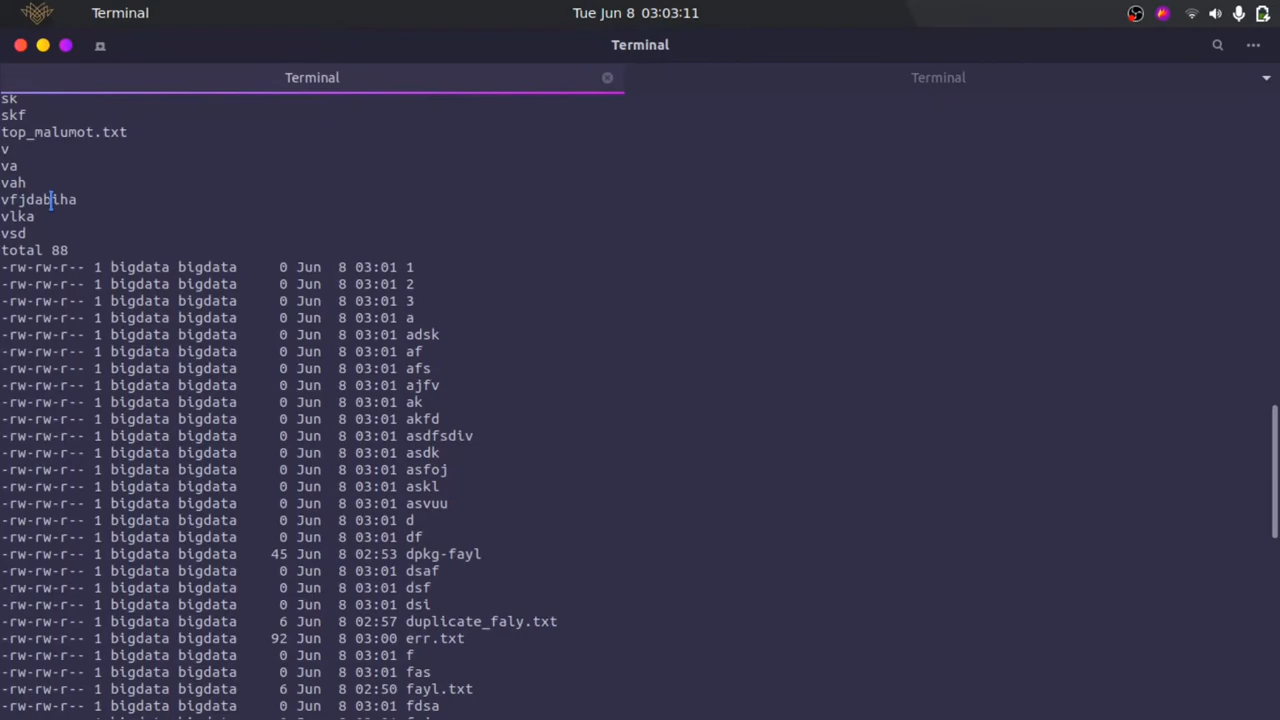 Terminal
Tue Jun 8 03:03:11
Terminal
Terminal
Terminal
sk
skf
top_malumot.txt
v
va
vah
vfjdabiha
vlka
vsd
total 88
-rw-rw-r-- 1 bigdata bigdata 0 Jun 8 03:01 1
-rw-rw-r-- 1 bigdata bigdata 0 Jun 8 03:01 2
-rw-rw-r-- 1 bigdata bigdata 0 Jun 8 03:01 3
-rw-rw-r-- 1 bigdata bigdata 0 Jun 8 03:01 a
-rw-rw-r-- 1 bigdata bigdata 0 Jun 8 03:01 adsk
-rw-rw-r-- 1 bigdata bigdata 0 Jun 8 03:01 af
-rw-rw-r-- 1 bigdata bigdata 0 Jun 8 03:01 afs
-rw-rw-r-- 1 bigdata bigdata 0 Jun 8 03:01 ajfv
-rw-rw-r-- 1 bigdata bigdata 0 Jun 8 03:01 ak
-rw-rw-r-- 1 bigdata bigdata 0 Jun 8 03:01 akfd
-rw-rw-r-- 1 bigdata bigdata 0 Jun 8 03:01 asdfsdiv
-rw-rw-r-- 1 bigdata bigdata 0 Jun 8 03:01 asdk
-rw-rw-r-- 1 bigdata bigdata 0 Jun 8 03:01 asfoj
-rw-rw-r-- 1 bigdata bigdata 0 Jun 8 03:01 askl
-rw-rw-r-- 1 bigdata bigdata 0 Jun 8 03:01 asvuu
-rw-rw-r-- 1 bigdata bigdata 0 Jun 8 03:01 d
-rw-rw-r-- 1 bigdata bigdata 0 Jun 8 03:01 df
-rw-rw-r-- 1 bigdata bigdata 45 Jun 8 02:53 dpkg-fayl
-rw-rw-r-- 1 bigdata bigdata 0 Jun 8 03:01 dsaf
-rw-rw-r-- 1 bigdata bigdata 0 Jun 8 03:01 dsf
-rw-rw-r-- 1 bigdata bigdata 0 Jun 8 03:01 dsi
-rw-rw-r-- 1 bigdata bigdata 6 Jun 8 02:57 duplicate_faly.txt
-rw-rw-r-- 1 bigdata bigdata 92 Jun 8 03:00 err.txt
-rw-rw-r-- 1 bigdata bigdata 0 Jun 8 03:01 f
-rw-rw-r-- 1 bigdata bigdata 0 Jun 8 03:01 fas
-rw-rw-r-- 1 bigdata bigdata 6 Jun 8 02:50 fayl.txt
-rw-rw-r-- 1 bigdata bigdata 0 Jun 8 03:01 fdsa